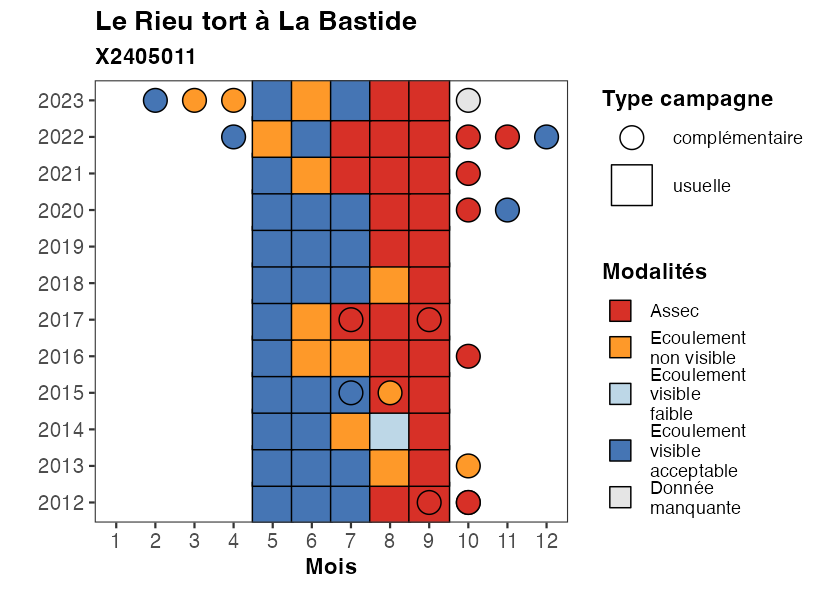 Le Rieu tort à La Bastide
X2405011
2023
2022
2021
2020
2019
2018
2017
2016
2015
2014
2013
2012
1 2 3 4 5 6 7 8 9 10 11 12
Mois
Type campagne
complémentaire
usuelle
Modalités
Assec
Ecoulement
non visible
Ecoulement
visible
faible
Ecoulement
visible
acceptable
Donnée
manquante